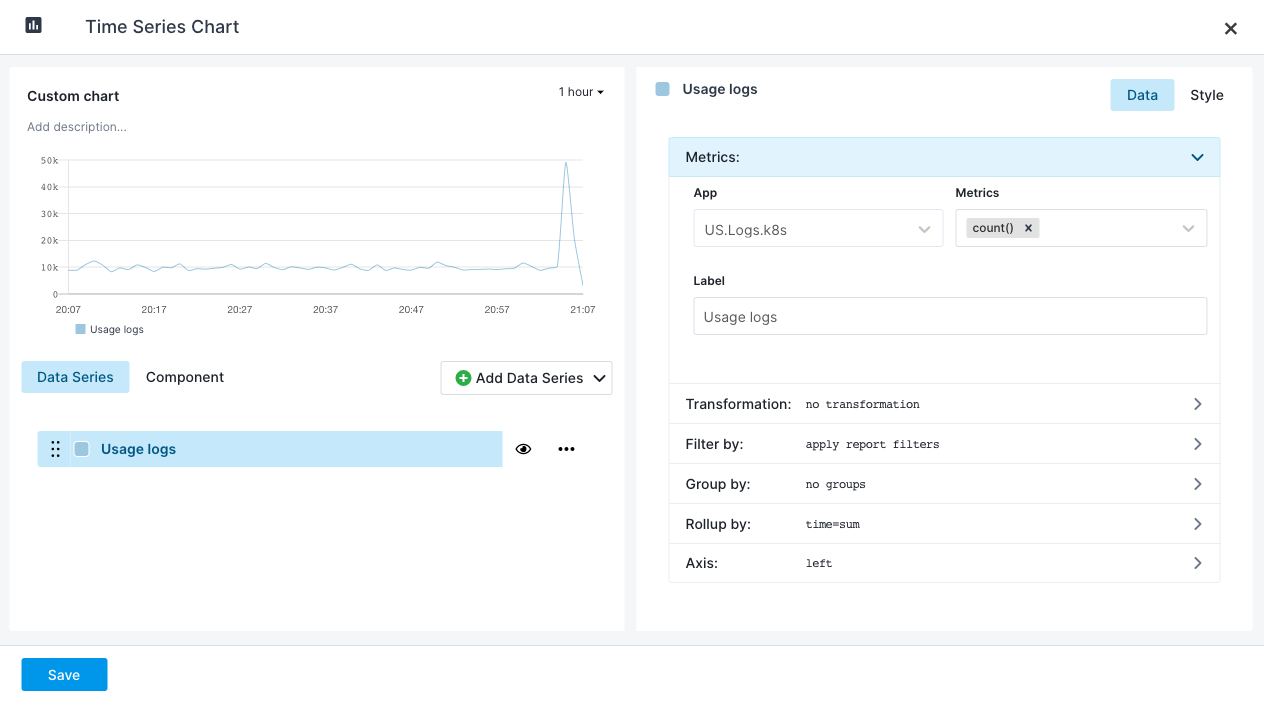 Time Series Chart
Custom chart
1 hour
Add description...
50k
40k
30k
20k
10k
0
20:07 20:17 20:27 20:37 20:47 20:57 21:07
Usage logs
Data Series Component
Add Data Series
Usage logs
Usage logs
Data Style
Metrics:
App Metrics
US.Logs.k8s count()
Label
Usage logs
Transformation: no transformation
Filter by: apply report filters
Group by: no groups
Rollup by: time=sum
Axis: left
Save